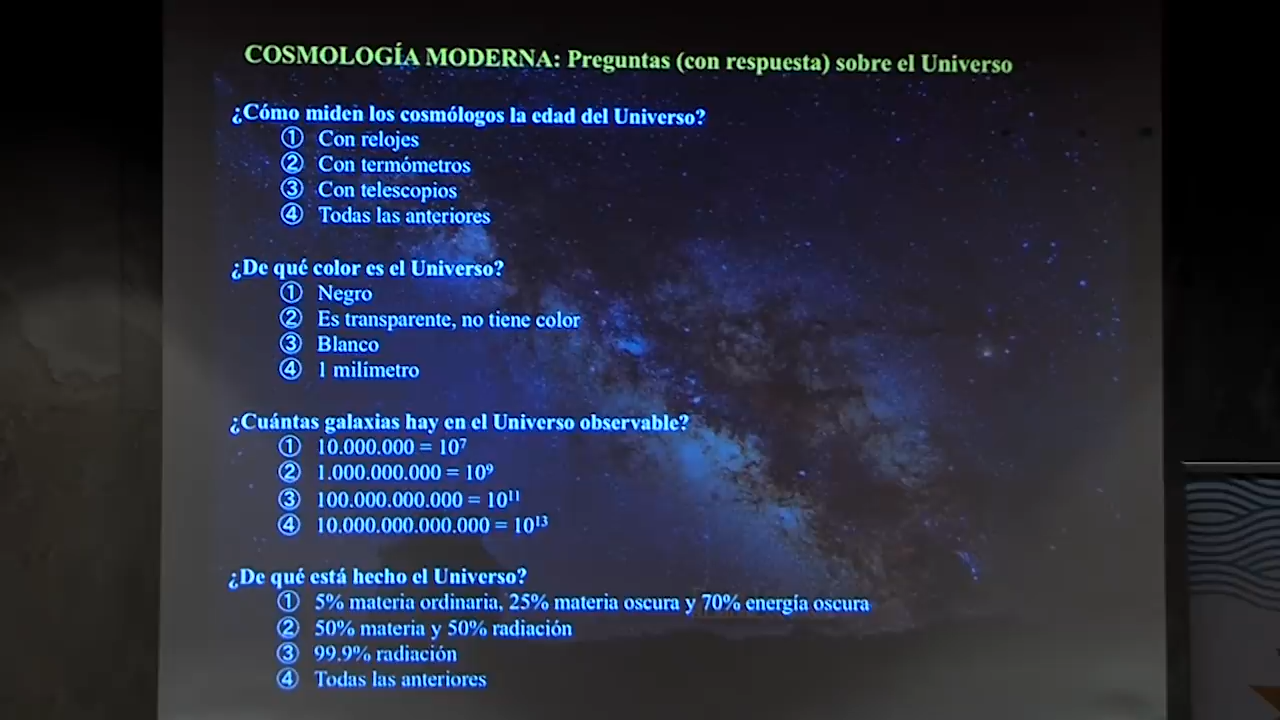 COSMOLOGÍA MODERNA: Preguntas (con respuesta) sobre el Universo
¿Cómo miden los cosmólogos la edad del Universo?
① Con relojes
② Con termómetros
③ Con telescopios
④ Todas las anteriores
¿De qué color es el Universo?
① Negro
② Es transparente, no tiene color
③ Blanco
④ 1 milímetro
¿Cuántas galaxias hay en el Universo observable?
① 10.000.000 = 10⁷
② 1.000.000.000 = 10⁹
③ 100.000.000.000 = 10¹¹
④ 10.000.000.000.000 = 10¹³
¿De qué está hecho el Universo?
① 5% materia ordinaria, 25% materia oscura y 70% energía oscura
② 50% materia y 50% radiación
③ 99.9% radiación
④ Todas las anteriores